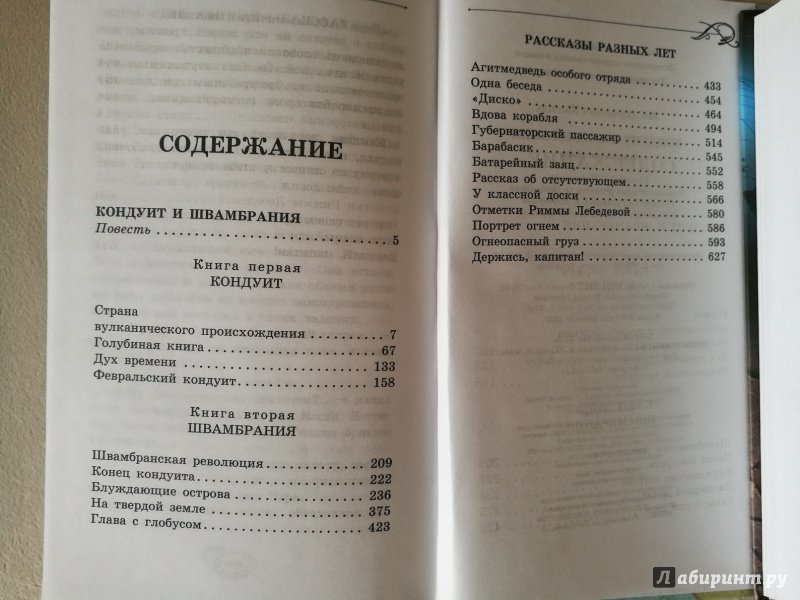 СОДЕРЖАНИЕ
КОНДУИТ И ШВАМБРАНИЯ
Повесть ........................... 5
Книга первая
КОНДУИТ
Страна
вулканического происхождения .......... 7
Голубиная книга ....................... 67
Дух времени .......................... 133
Февральский кондуит................... 158
Книга вторая
ШВАМБРАНИЯ
Швамбранская революция............... 209
Конец кондуита....................... 222
Блуждающие острова .................. 236
На твердой земле .................... 375
Глава с глобусом..................... 423
РАССКАЗЫ РАЗНЫХ ЛЕТ
Агитмедведь особого отряда .......... 433
Одна беседа ......................... 454
«Диско» ............................. 464
Вдова корабля ....................... 494
Губернаторский пассажир ............. 514
Барабасик ........................... 545
Батарейный заяц...................... 552
Рассказ об отсутствующем............. 558
У классной доски .................... 566
Отметки Риммы Лебедевой ............. 580
Портрет огнем ....................... 586
Огнеопасный груз .................... 593
Держись, капитан! ................... 627
Лабиринт.ру